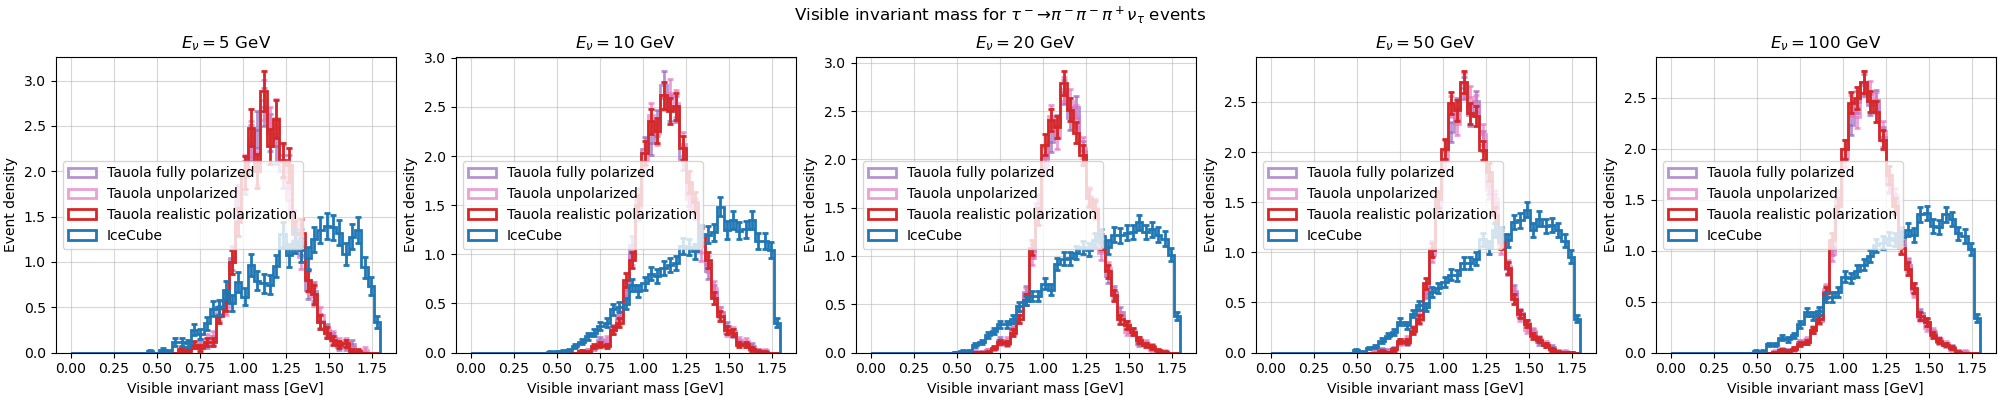 Visible invariant mass for τ⁻→π⁻π⁻π⁺ν_τ events
E_ν = 5 GeV
Event density
3.0
2.5
2.0
1.5
1.0
0.5
0.0
Tauola fully polarized
Tauola unpolarized
Tauola realistic polarization
IceCube
0.00 0.25 0.50 0.75 1.00 1.25 1.50 1.75
Visible invariant mass [GeV]
E_ν = 10 GeV
Event density
3.0
2.5
2.0
1.5
1.0
0.5
0.0
Tauola fully polarized
Tauola unpolarized
Tauola realistic polarization
IceCube
0.00 0.25 0.50 0.75 1.00 1.25 1.50 1.75
Visible invariant mass [GeV]
E_ν = 20 GeV
Event density
3.0
2.5
2.0
1.5
1.0
0.5
0.0
Tauola fully polarized
Tauola unpolarized
Tauola realistic polarization
IceCube
0.00 0.25 0.50 0.75 1.00 1.25 1.50 1.75
Visible invariant mass [GeV]
E_ν = 50 GeV
Event density
2.5
2.0
1.5
1.0
0.5
0.0
Tauola fully polarized
Tauola unpolarized
Tauola realistic polarization
IceCube
0.00 0.25 0.50 0.75 1.00 1.25 1.50 1.75
Visible invariant mass [GeV]
E_ν = 100 GeV
Event density
2.5
2.0
1.5
1.0
0.5
0.0
Tauola fully polarized
Tauola unpolarized
Tauola realistic polarization
IceCube
0.00 0.25 0.50 0.75 1.00 1.25 1.50 1.75
Visible invariant mass [GeV]